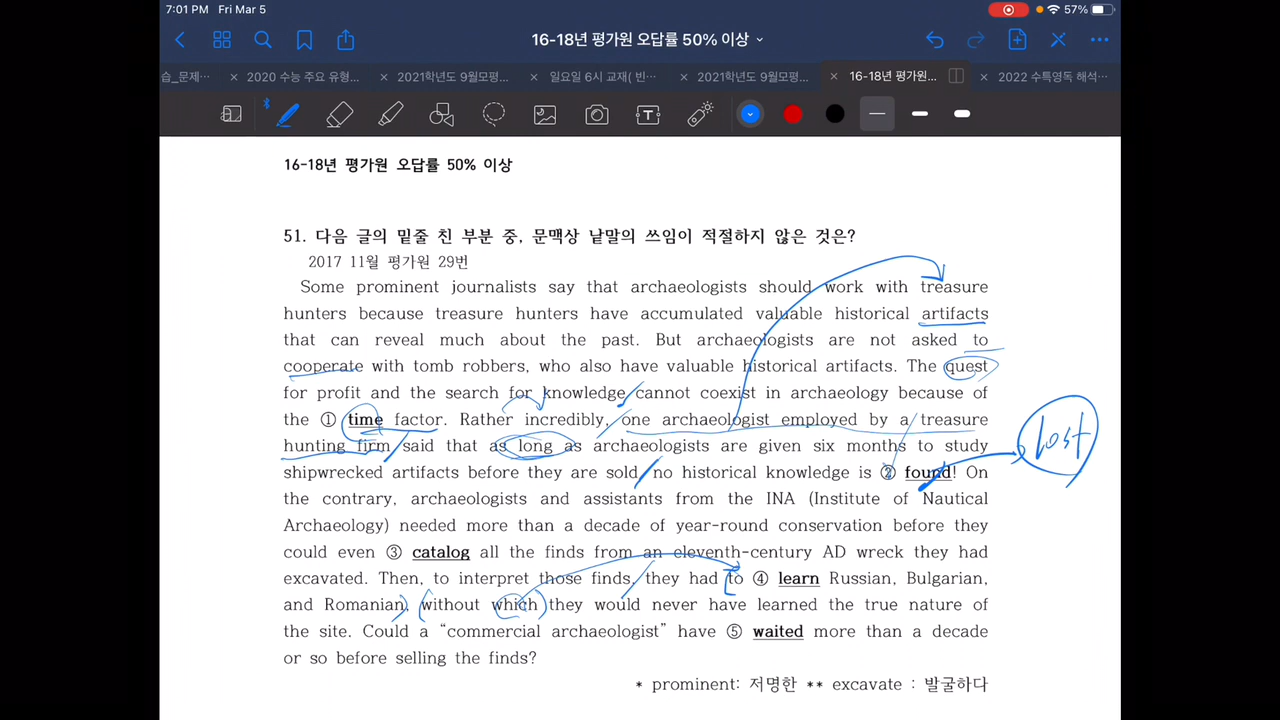 7:01 PM Fri Mar 5 57%
16-18년 평가원 오답률 50% 이상
습_문제… × 2020 수능 주요 유형… × 2021학년도 9월모평… × 일요일 6시 교재( 빈… × 2021학년도 9월모평… × 16-18년 평가원… × 2022 수특영독 해석…
16-18년 평가원 오답률 50% 이상
51. 다음 글의 밑줄 친 부분 중, 문맥상 낱말의 쓰임이 적절하지 않은 것은?
2017 11월 평가원 29번
Some prominent journalists say that archaeologists should work with treasure
hunters because treasure hunters have accumulated valuable historical artifacts
that can reveal much about the past. But archaeologists are not asked to
cooperate with tomb robbers, who also have valuable historical artifacts. The quest
for profit and the search for knowledge cannot coexist in archaeology because of
the ① time factor. Rather incredibly, one archaeologist employed by a treasure
hunting firm said that as long as archaeologists are given six months to study
lost
shipwrecked artifacts before they are sold, no historical knowledge is ② found! On
the contrary, archaeologists and assistants from the INA (Institute of Nautical
Archaeology) needed more than a decade of year-round conservation before they
could even ③ catalog all the finds from an eleventh-century AD wreck they had
excavated. Then, to interpret those finds, they had to ④ learn Russian, Bulgarian,
and Romanian, without which they would never have learned the true nature of
the site. Could a “commercial archaeologist” have ⑤ waited more than a decade
or so before selling the finds?
* prominent: 저명한 ** excavate : 발굴하다